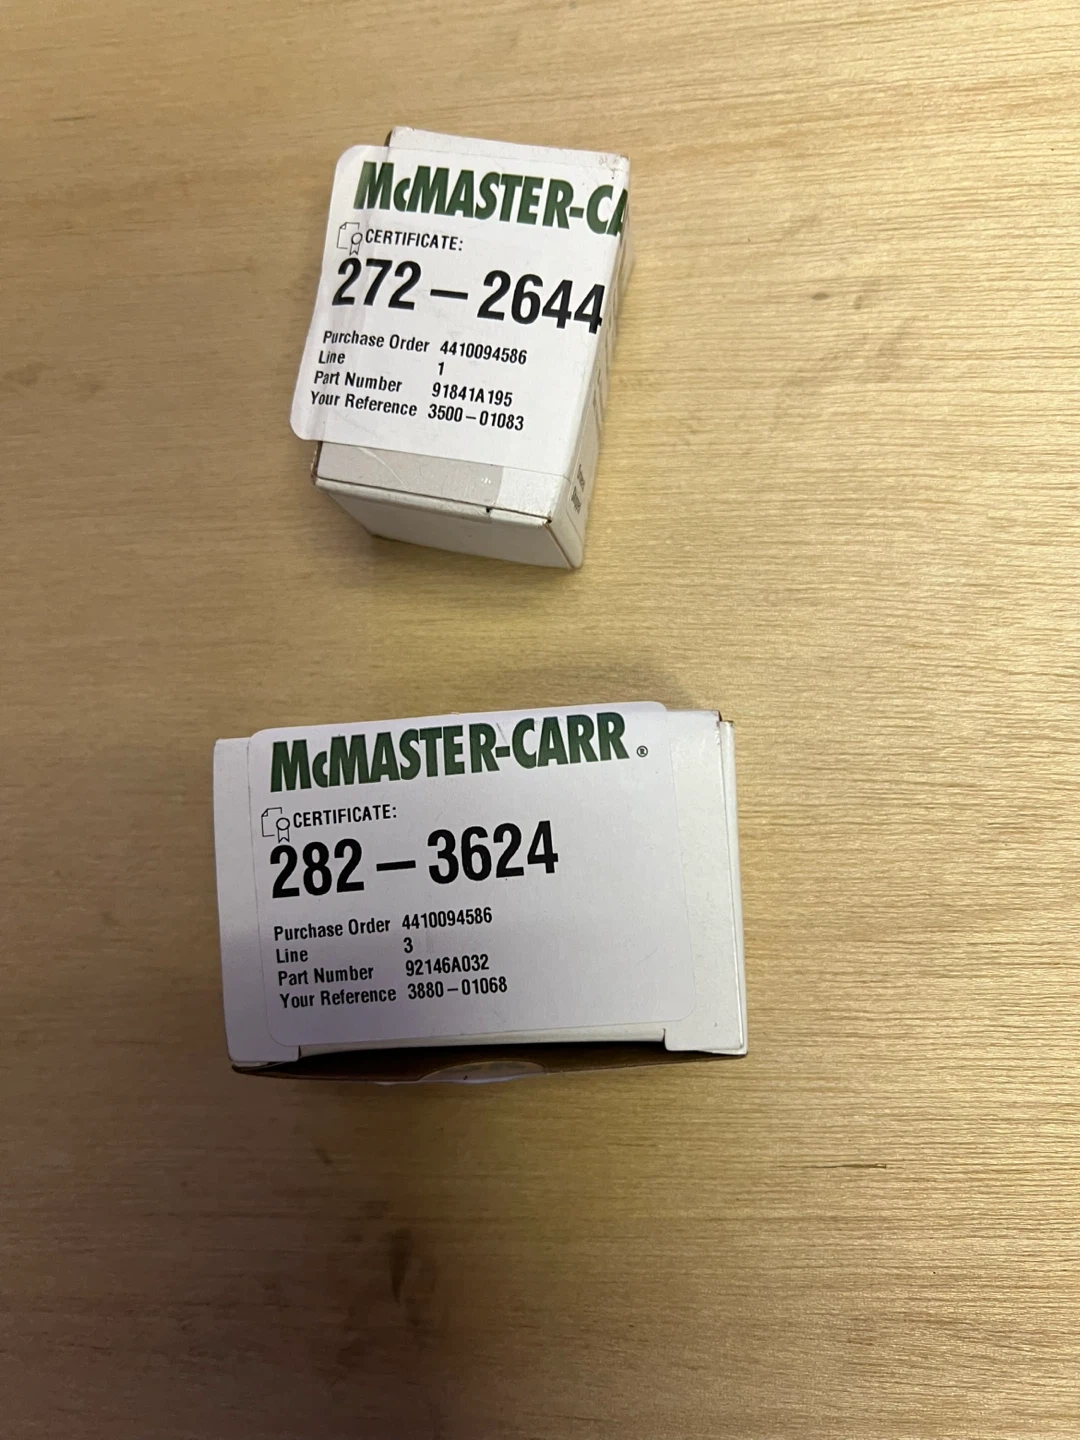 McMASTER-CA
CERTIFICATE:
272-2644
Purchase Order 4410094586
Line 1
Part Number 91841A195
Your Reference 3500-01083
McMASTER-CARR®
CERTIFICATE:
282-3624
Purchase Order 4410094586
Line 3
Part Number 92146A032
Your Reference 3880-01068